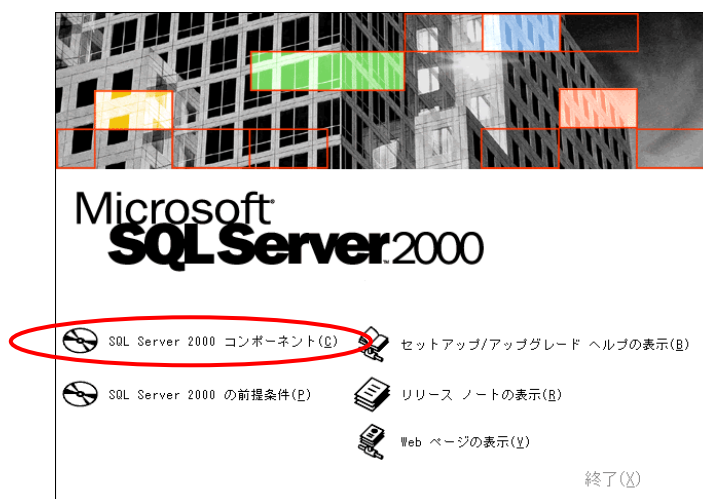 Microsoft
SQL Server 2000
SQL Server 2000 コンポーネント(C)
セットアップ/アップグレード ヘルプの表示(B)
SQL Server 2000 の前提条件(P)
リリース ノートの表示(R)
Web ページの表示(V)
終了(X)